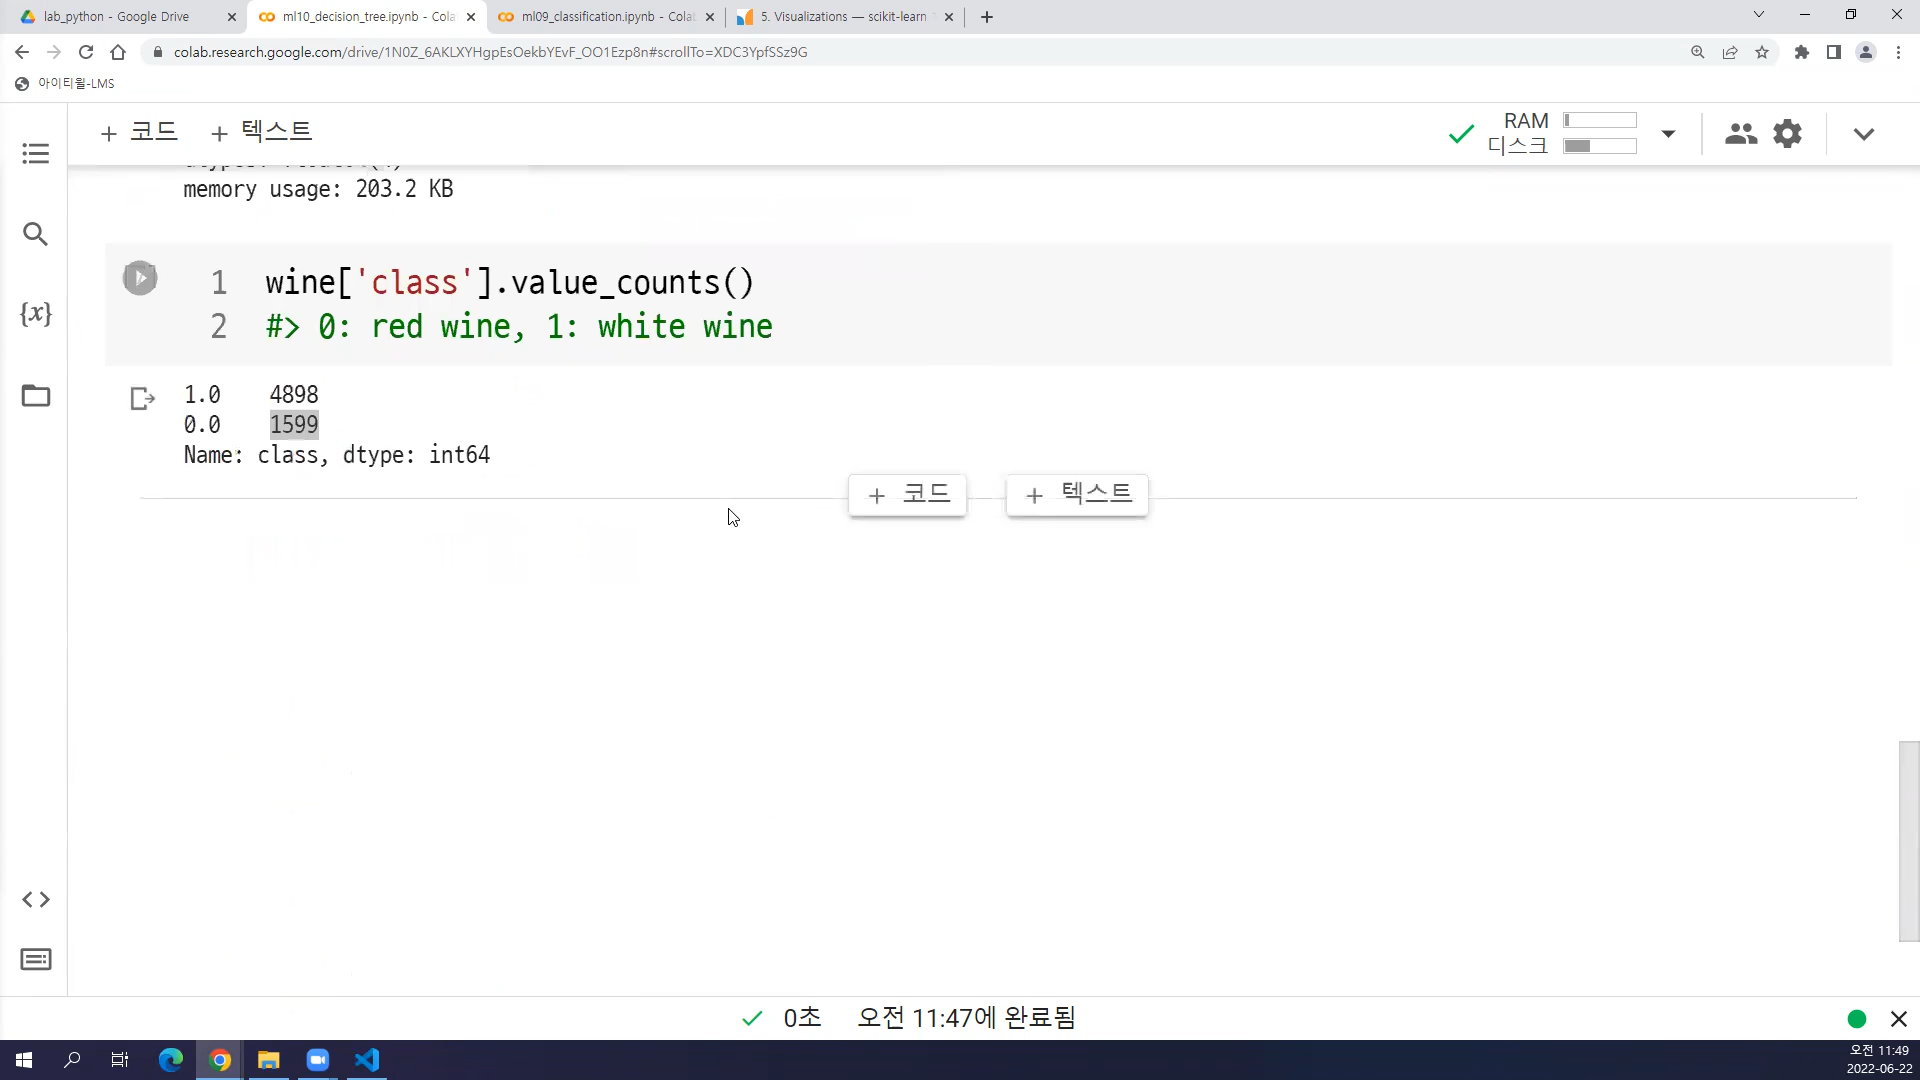 lab_python - Google Drive
ml10_decision_tree.ipynb - Cola
ml09_classification.ipynb - Cola
5. Visualizations — scikit-learn
colab.research.google.com/drive/1N0Z_6AKLXYHgpEsOekbYEvF_OO1Ezp8n#scrollTo=XDC3YpfSSz9G
아이티윌-LMS
+ 코드 + 텍스트
RAM
디스크
memory usage: 203.2 KB
{x}
1 wine['class'].value_counts()
2 #> 0: red wine, 1: white wine
1.0 4898
0.0 1599
Name: class, dtype: int64
+ 코드 + 텍스트
0초 오전 11:47에 완료됨
오전 11:49
2022-06-22